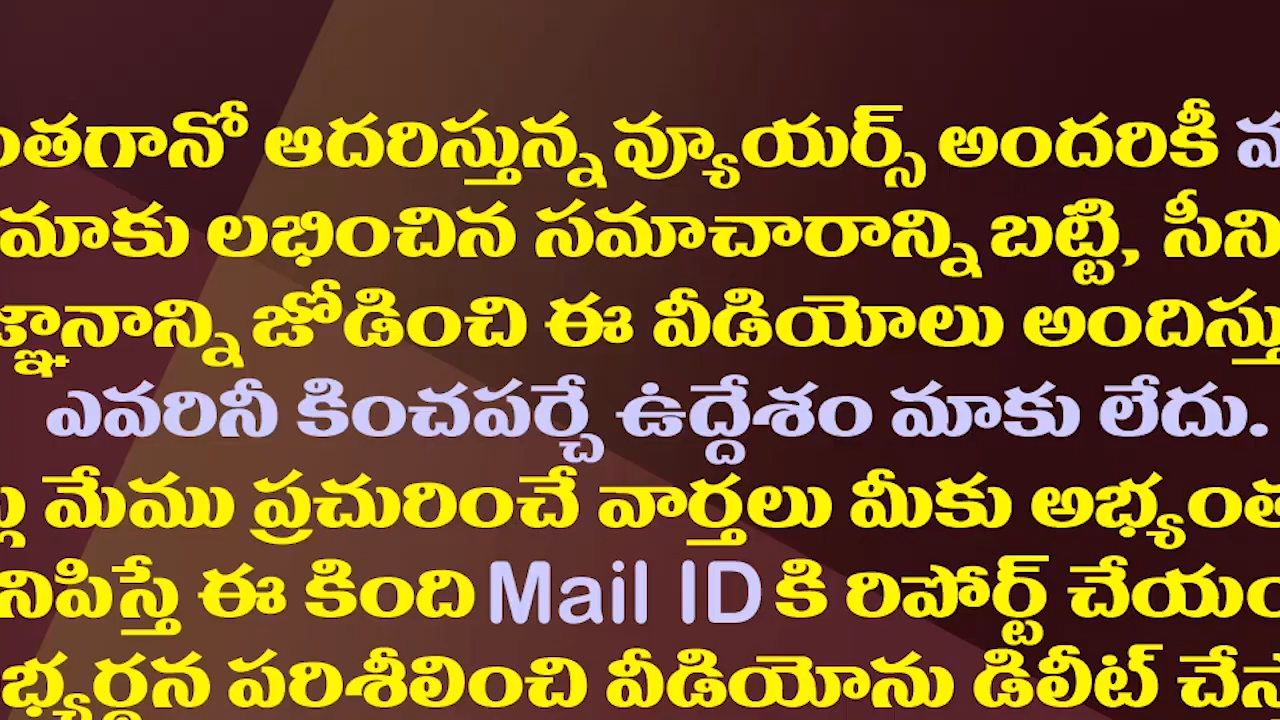 ంతగానో ఆదరిస్తున్న వ్యూయర్స్ అందరికీ
మాకు లభించిన సమాచారాన్ని బట్టి, సీని
జ్ఞానాన్ని జోడించి ఈ వీడియోలు అందిస్తు
ఎవరినీ కించపర్చే ఉద్దేశం మాకు లేదు.
మేము ప్రచురించే వార్తలు మీకు అభ్యంత
నిపిస్తే ఈ కింది Mail ID కి రిపోర్ట్ చేయం
భ్యర్థన పరిశీలించి వీడియోను డిలీట్ చేస